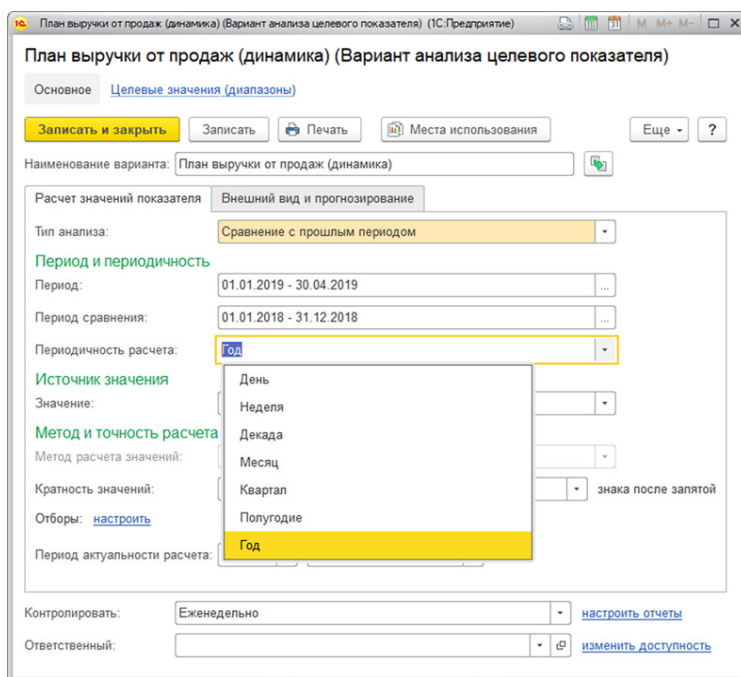 План выручки от продаж (динамика) (Вариант анализа целевого показателя) (1С:Предприятие) M M+ M-
План выручки от продаж (динамика) (Вариант анализа целевого показателя)
Основное Целевые значения (диапазоны)
Записать и закрыть Записать Печать Места использования Еще ?
Наименование варианта: План выручки от продаж (динамика)
Расчет значений показателя Внешний вид и прогнозирование
Тип анализа: Сравнение с прошлым периодом
Период и периодичность
Период: 01.01.2019 - 30.04.2019 ...
Период сравнения: 01.01.2018 - 31.12.2018 ...
Периодичность расчета: Год
День
Неделя
Декада
Месяц
Квартал
Полугодие
Год
Источник значения
Значение:
Метод и точность расчета
Метод расчета значений:
Кратность значений: знака после запятой
Отборы: настроить
Период актуальности расчета:
Контролировать: Еженедельно настроить отчеты
Ответственный: изменить доступность